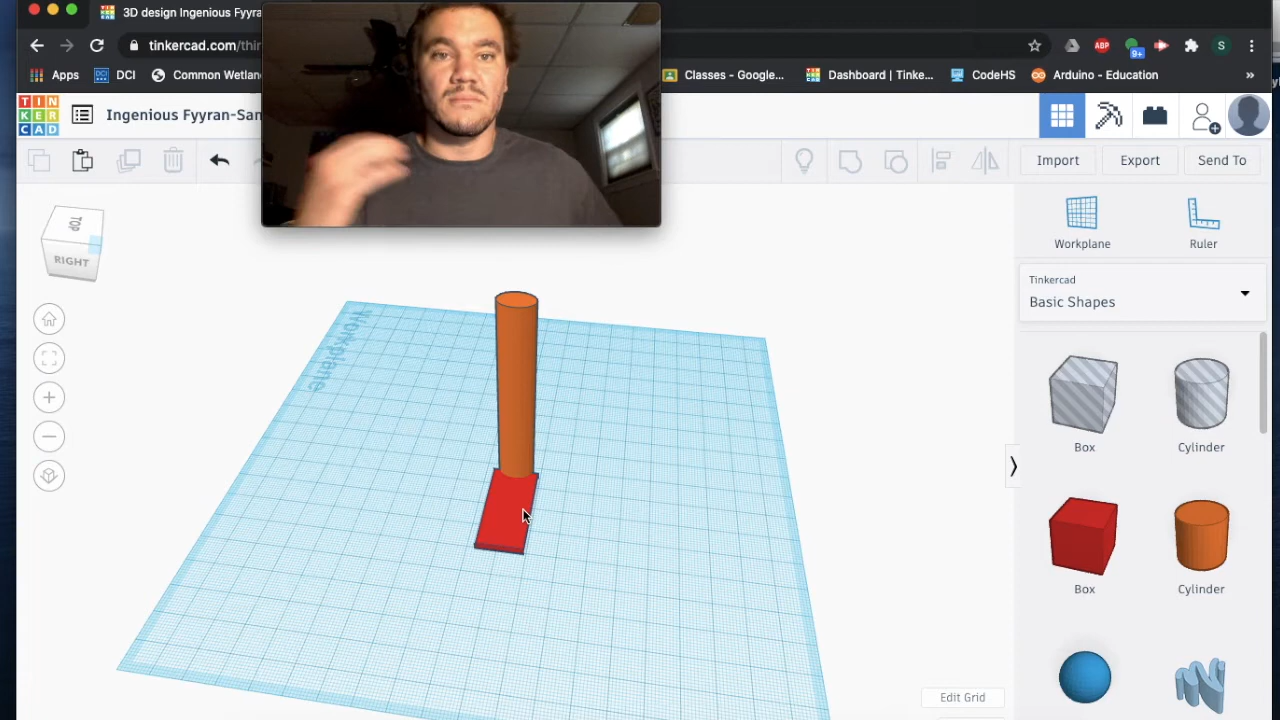 3D design Ingenious Fyyra
tinkercad.com/thin
9+
S
Apps
DCI
Common Wetlan
Classes - Google...
Dashboard | Tinke...
CodeHS
Arduino - Education
»
TIN
KER
CAD
Ingenious Fyyran-San
Import
Export
Send To
TOP
RIGHT
Workplane
Workplane
Ruler
Tinkercad
Basic Shapes
Box
Cylinder
Box
Cylinder
Edit Grid